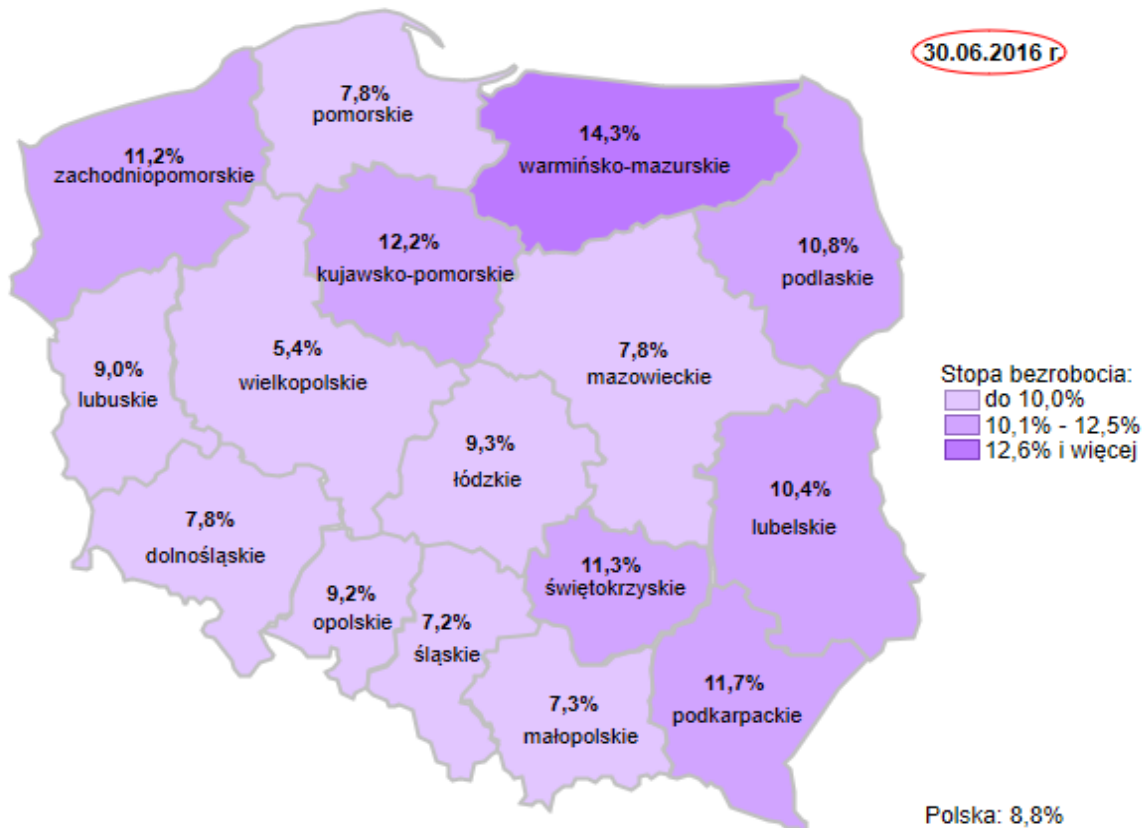 30.06.2016 r.
7,8%
pomorskie
14,3%
warmińsko-mazurskie
11,2%
zachodniopomorskie
12,2%
kujawsko-pomorskie
10,8%
podlaskie
9,0%
lubuskie
5,4%
wielkopolskie
7,8%
mazowieckie
Stopa bezrobocia:
do 10,0%
10,1% - 12,5%
12,6% i więcej
9,3%
łódzkie
10,4%
lubelskie
7,8%
dolnośląskie
9,2%
opolskie
7,2%
śląskie
11,3%
świętokrzyskie
7,3%
małopolskie
11,7%
podkarpackie
Polska: 8,8%